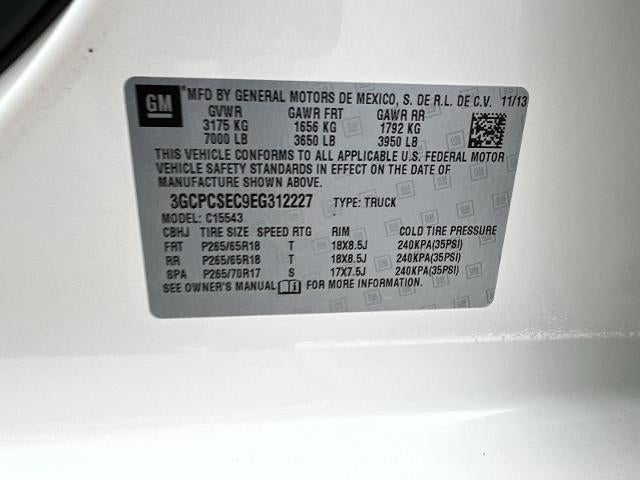 GM
*MFD BY GENERAL MOTORS DE MEXICO, S. DE R.L. DE C.V. 11/13
GVWR GAWR FRT GAWR RR
3175 KG 1656 KG 1792 KG
7000 LB 3650 LB 3950 LB
THIS VEHICLE CONFORMS TO ALL APPLICABLE U.S. FEDERAL MOTOR
VEHICLE SAFETY STANDARDS IN EFFECT ON THE DATE OF
MANUFACTURE SHOWN ABOVE.
3GCPCSEC9EG312227 TYPE: TRUCK
MODEL: C15543
CBHJ TIRE SIZE SPEED RTG RIM COLD TIRE PRESSURE
FRT P265/65R18 T 18X8.5J 240KPA(35PSI)
RR P265/65R18 T 18X8.5J 240KPA(35PSI)
SPA P265/70R17 S 17X7.5J 240KPA(35PSI)
SEE OWNER'S MANUAL FOR MORE INFORMATION.